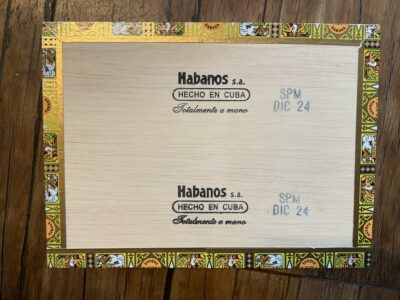 Habanos s.a.
HECHO EN CUBA
Totalmente a mano
SPM
DIC 24
Habanos s.a.
HECHO EN CUBA
Totalmente a mano
SPM
DIC 24